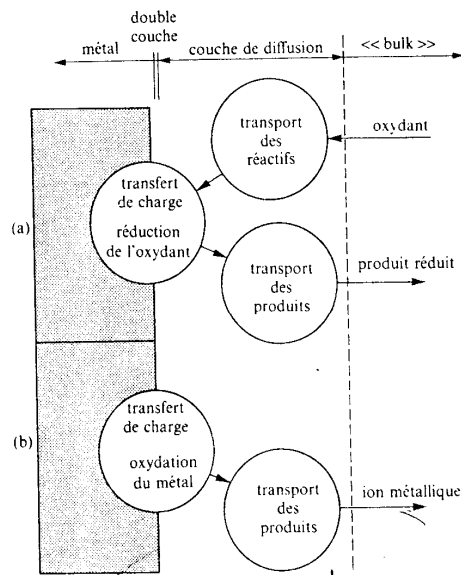 double
couche
métal
couche de diffusion
<< bulk >>
transport
des
réactifs
oxydant
transfert
de charge
réduction
de l'oxydant
(a)
transport
des
produits
produit réduit
transfert
de charge
oxydation
du métal
(b)
transport
des
produits
ion métallique